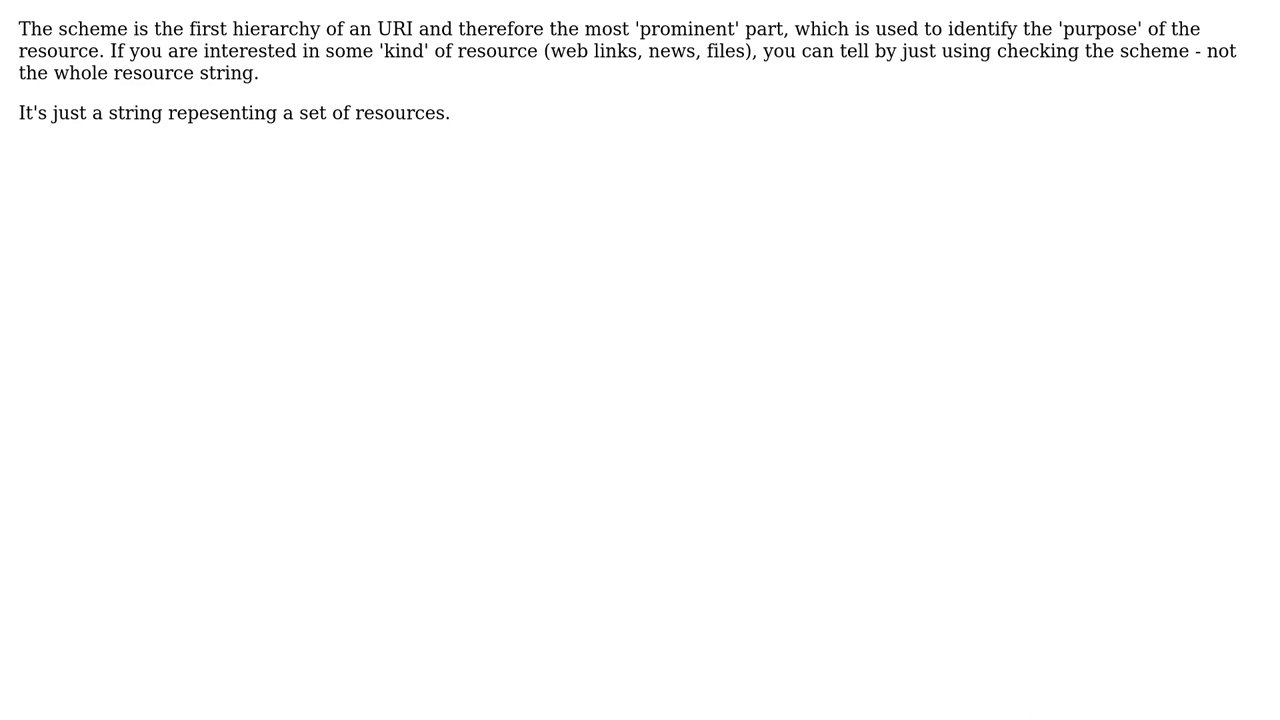 The scheme is the first hierarchy of an URI and therefore the most 'prominent' part, which is used to identify the 'purpose' of the
resource. If you are interested in some 'kind' of resource (web links, news, files), you can tell by just using checking the scheme - not
the whole resource string.
It's just a string repesenting a set of resources.